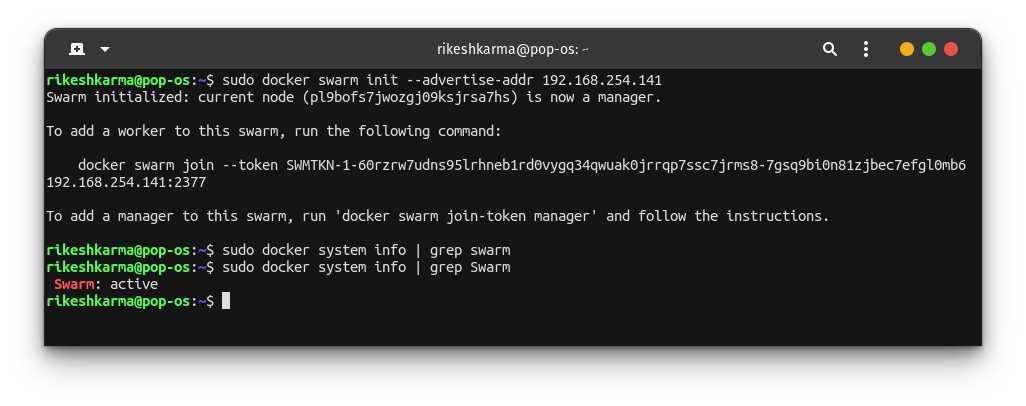 rikeshkarma@pop-os: ~
rikeshkarma@pop-os:~$ sudo docker swarm init --advertise-addr 192.168.254.141
Swarm initialized: current node (pl9bofs7jwozgj09ksjrsa7hs) is now a manager.
To add a worker to this swarm, run the following command:
docker swarm join --token SWMTKN-1-60rzrw7udns95lrhneb1rd0vygq34qwuak0jrrqp7ssc7jrms8-7gsq9bi0n81zjbec7efgl0mb6
192.168.254.141:2377
To add a manager to this swarm, run 'docker swarm join-token manager' and follow the instructions.
rikeshkarma@pop-os:~$ sudo docker system info | grep swarm
rikeshkarma@pop-os:~$ sudo docker system info | grep Swarm
Swarm: active
rikeshkarma@pop-os:~$